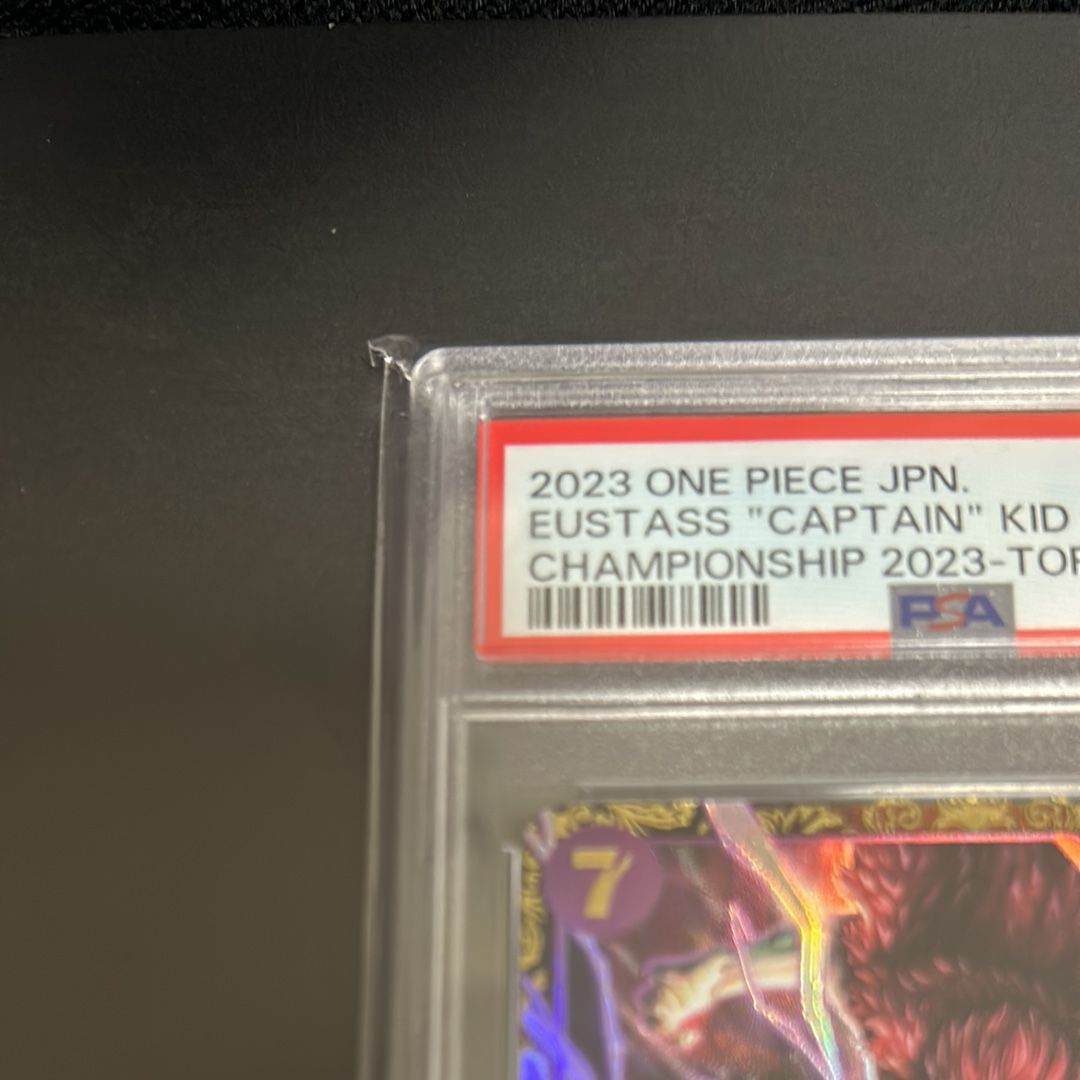 2023 ONE PIECE JPN.
EUSTASS "CAPTAIN" KID
CHAMPIONSHIP 2023-TOP
PSA
7